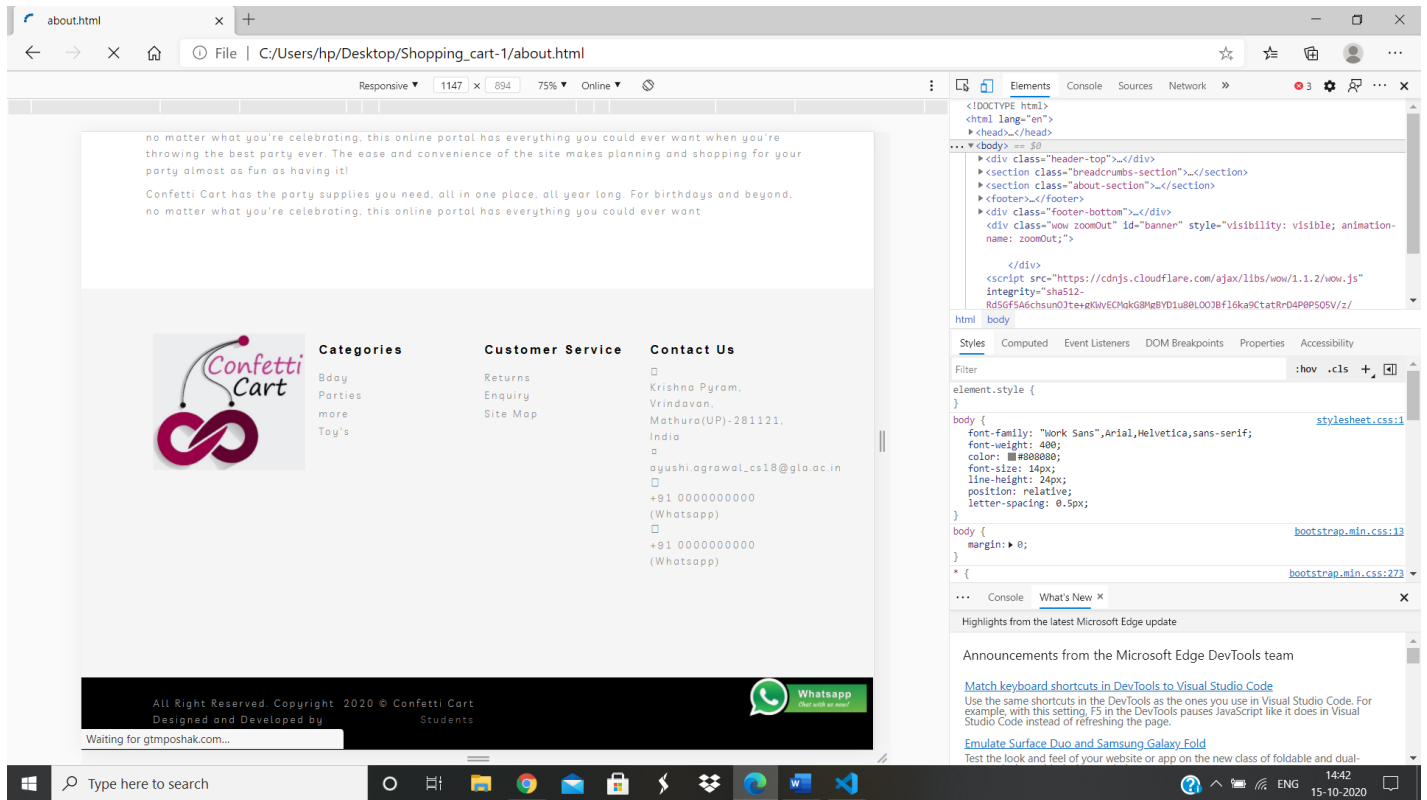 about.html
File | C:/Users/hp/Desktop/Shopping_cart-1/about.html
Responsive ▼ 1147 × 894 75% ▼ Online ▼
Elements Console Sources Network » 3
<!DOCTYPE html>
<html lang="en">
<head>…</head>
<body> == $0
<div class="header-top">…</div>
<section class="breadcrumbs-section">…</section>
<section class="about-section">…</section>
<footer>…</footer>
<div class="footer-bottom">…</div>
<div class="wow zoomOut" id="banner" style="visibility: visible; animation-
name: zoomOut;">
</div>
<script src="https://cdnjs.cloudflare.com/ajax/libs/wow/1.1.2/wow.js"
integrity="sha512-
html body
Styles Computed Event Listeners DOM Breakpoints Properties Accessibility
Filter :hov .cls +
element.style {
}
body { stylesheet.css:1
font-family: "Work Sans",Arial,Helvetica,sans-serif;
font-weight: 400;
color: #808080;
font-size: 14px;
line-height: 24px;
position: relative;
letter-spacing: 0.5px;
}
body { bootstrap.min.css:13
margin: 0;
}
* { bootstrap.min.css:273
Console What's New ×
Highlights from the latest Microsoft Edge update
Announcements from the Microsoft Edge DevTools team
Match keyboard shortcuts in DevTools to Visual Studio Code
Use the same shortcuts in the DevTools as the ones you use in Visual Studio Code. For
example, with this setting, F5 in the DevTools pauses JavaScript like it does in Visual
Studio Code instead of refreshing the page.
Emulate Surface Duo and Samsung Galaxy Fold
Test the look and feel of your website or app on the new class of foldable and dual-
no matter what you're celebrating, this online portal has everything you could ever want when you're
throwing the best party ever. The ease and convenience of the site makes planning and shopping for your
party almost as fun as having it!
Confetti Cart has the party supplies you need, all in one place, all year long. For birthdays and beyond,
no matter what you're celebrating, this online portal has everything you could ever want
Confetti
Cart
Categories
Bday
Parties
more
Toy's
Customer Service
Returns
Enquiry
Site Map
Contact Us
Krishna Pyram,
Vrindavan,
Mathura(UP)-281121,
India
ayushi.agrawal_cs18@gla.ac.in
+91 0000000000
(Whatsapp)
+91 0000000000
(Whatsapp)
All Right Reserved. Copyright 2020 © Confetti Cart
Designed and Developed by Students
Whatsapp
Chat with us now!
Waiting for gtmposhak.com...
Type here to search
ENG
14:42
15-10-2020